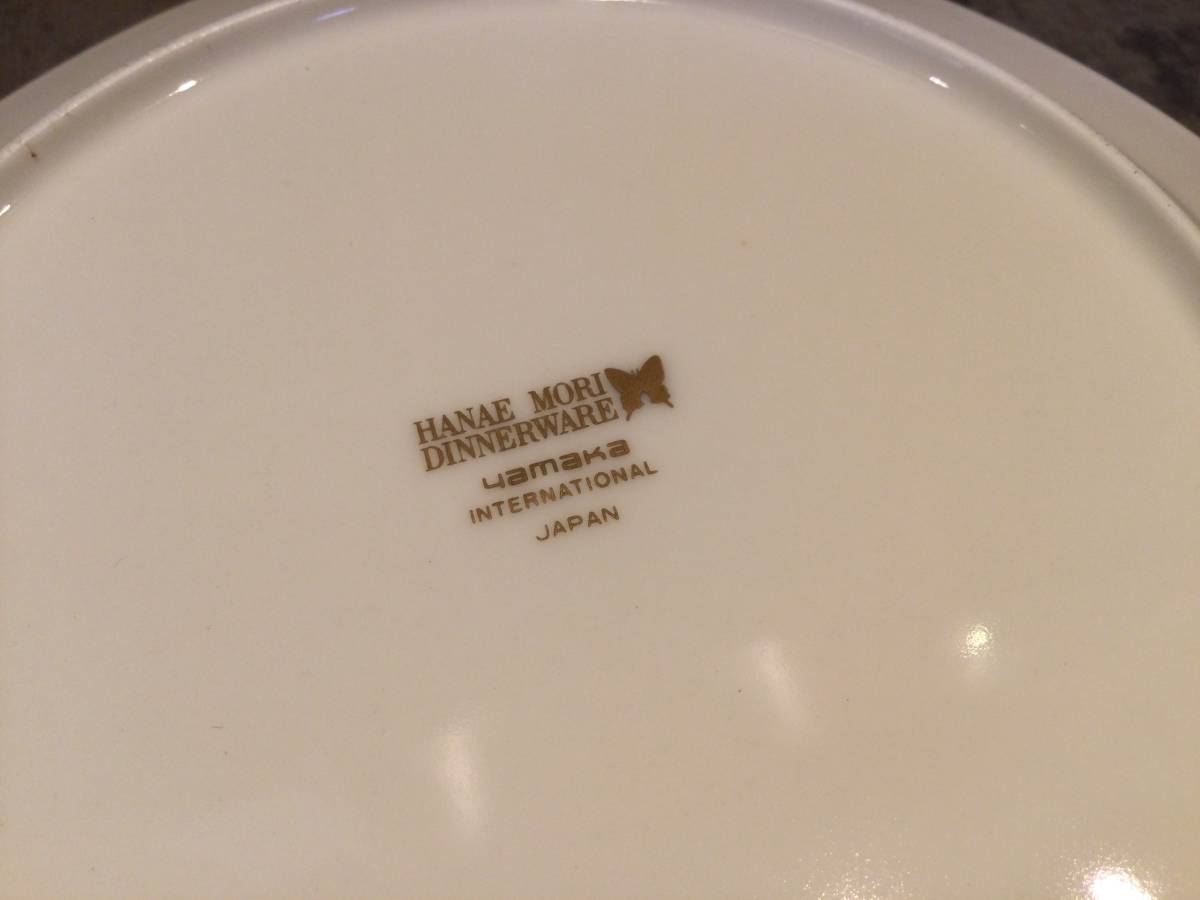 HANAE MORI
DINNERWARE
yamaka
INTERNATIONAL
JAPAN